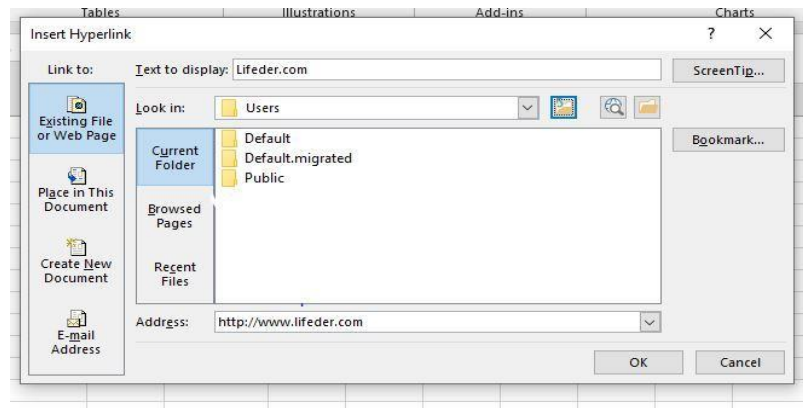 Tables Illustrations Add-ins Charts
Insert Hyperlink ? ×
Link to:
Text to display: Lifeder.com
ScreenTip...
Existing File
or Web Page
Look in: Users
Bookmark...
Current
Folder
Default
Default.migrated
Public
Place in This
Document
Browsed
Pages
Create New
Document
Recent
Files
E-mail
Address
Address: http://www.lifeder.com
OK Cancel